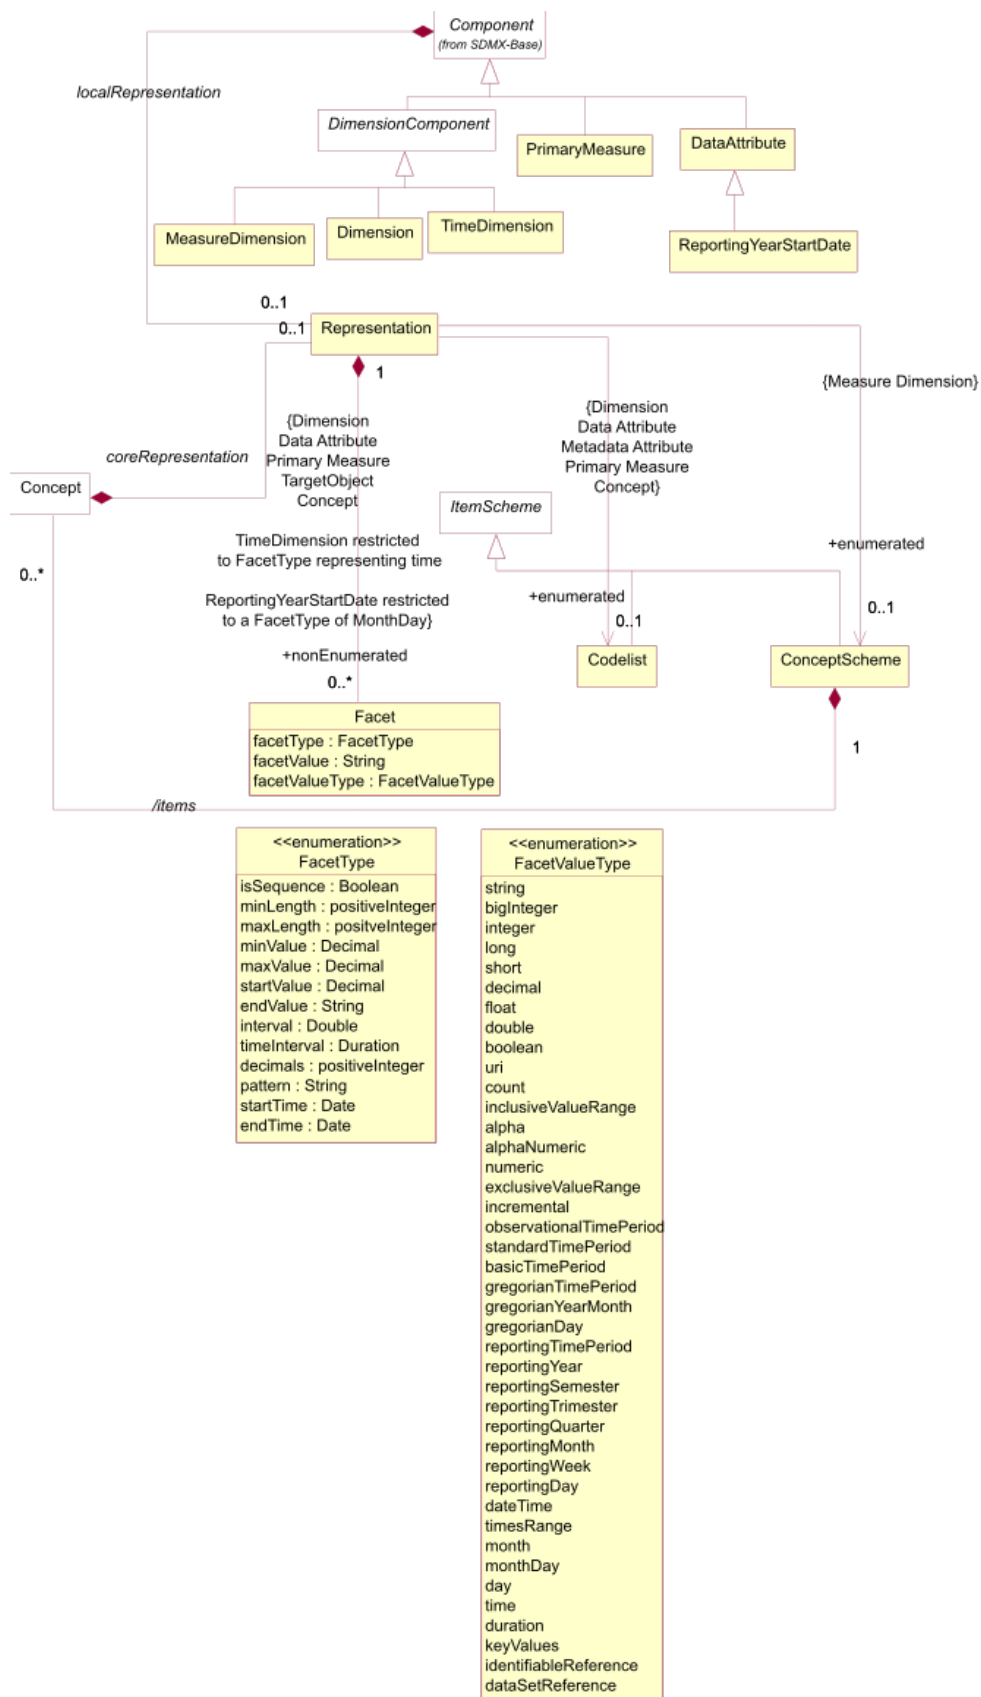 Component
(from SDMX-Base)
localRepresentation
DimensionComponent
PrimaryMeasure
DataAttribute
MeasureDimension
Dimension
TimeDimension
ReportingYearStartDate
0..1
0..1
Representation
1
{Measure Dimension}
{Dimension
Data Attribute
Primary Measure
TargetObject
Concept
TimeDimension restricted
to FacetType representing time
ReportingYearStartDate restricted
to a FacetType of MonthDay}
{Dimension
Data Attribute
Metadata Attribute
Primary Measure
Concept}
coreRepresentation
Concept
ItemScheme
0..*
+enumerated
+enumerated
0..1
0..1
+nonEnumerated
0..*
Codelist
ConceptScheme
1
Facet
facetType : FacetType
facetValue : String
facetValueType : FacetValueType
/items
<<enumeration>>
FacetType
isSequence : Boolean
minLength : positiveInteger
maxLength : positveInteger
minValue : Decimal
maxValue : Decimal
startValue : Decimal
endValue : String
interval : Double
timeInterval : Duration
decimals : positiveInteger
pattern : String
startTime : Date
endTime : Date
<<enumeration>>
FacetValueType
string
bigInteger
integer
long
short
decimal
float
double
boolean
uri
count
inclusiveValueRange
alpha
alphaNumeric
numeric
exclusiveValueRange
incremental
observationalTimePeriod
standardTimePeriod
basicTimePeriod
gregorianTimePeriod
gregorianYearMonth
gregorianDay
reportingTimePeriod
reportingYear
reportingSemester
reportingTrimester
reportingQuarter
reportingMonth
reportingWeek
reportingDay
dateTime
timesRange
month
monthDay
day
time
duration
keyValues
identifiableReference
dataSetReference